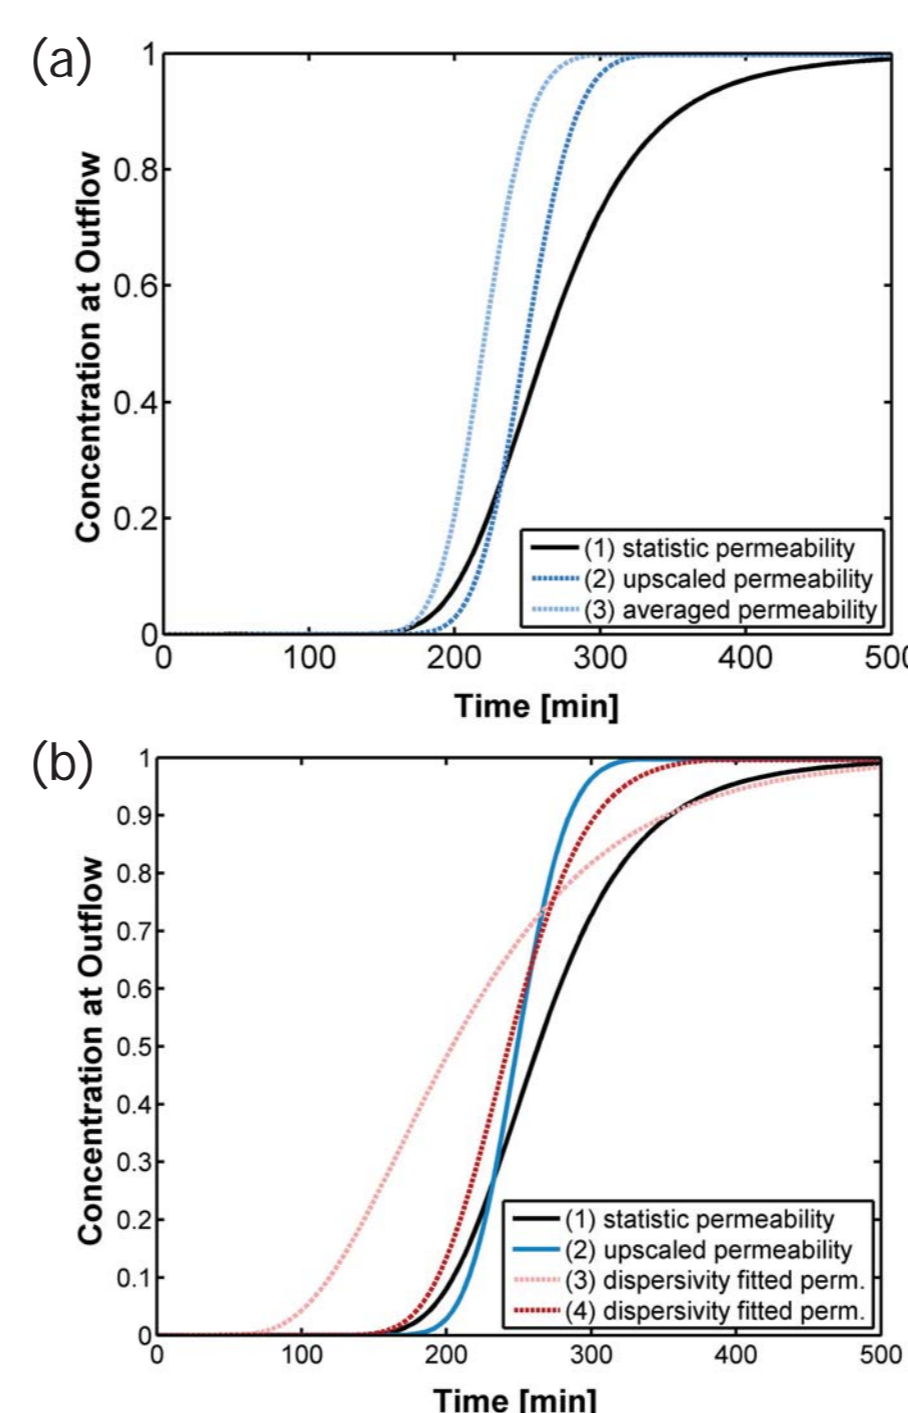 (a)
Concentration at Outflow
1
0.8
0.6
0.4
0.2
0
0 100 200 300 400 500
(1) statistic permeability
(2) upscaled permeability
(3) averaged permeability
Time [min]
(b)
Concentration at Outflow
1
0.9
0.8
0.7
0.6
0.5
0.4
0.3
0.2
0.1
0
0 100 200 300 400 500
(1) statistic permeability
(2) upscaled permeability
(3) dispersivity fitted perm.
(4) dispersivity fitted perm.
Time [min]